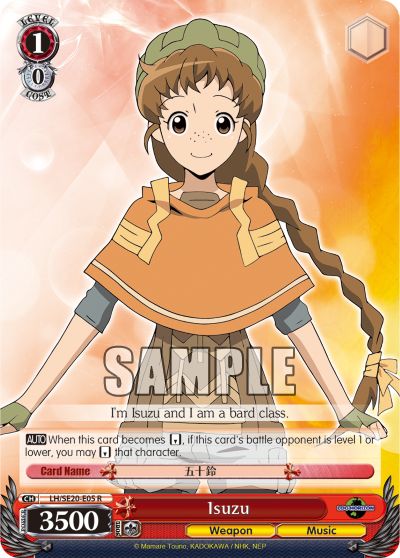 LEVEL
1
0
COST
SAMPLE
I'm Isuzu and I am a bard class.
AUTO When this card becomes [ ], if this card's battle opponent is level 1 or
lower, you may [ ] that character.
Card Name 五十鈴
CH LH/SE20-E05 R
3500 Isuzu
Weapon Music
© Mamare Touno, KADOKAWA / NHK, NEP